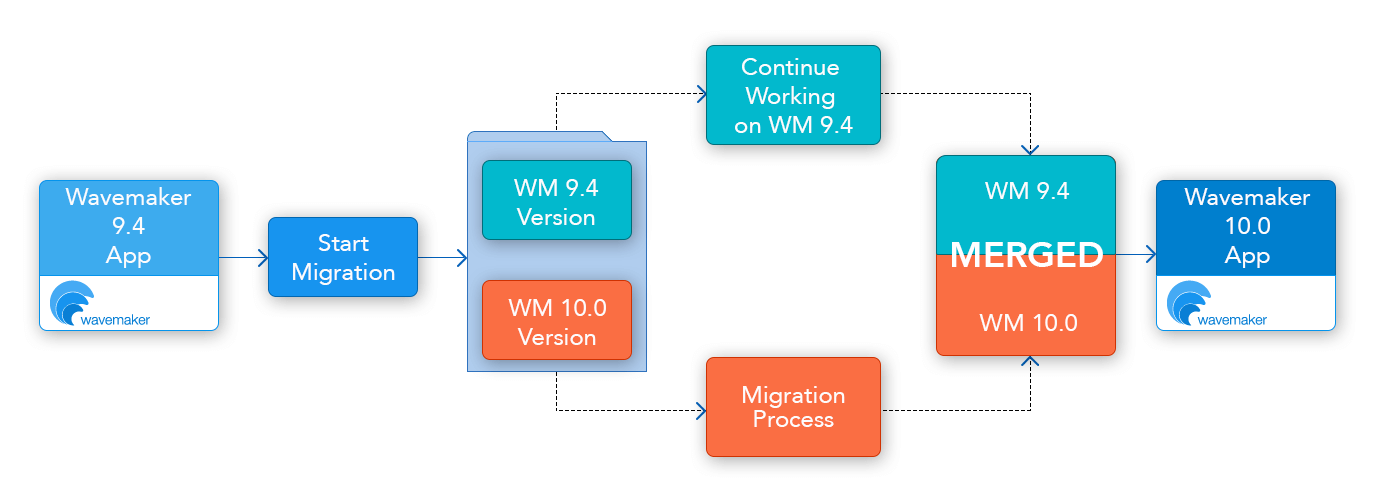 Wavemaker
9.4
App
wavemaker
Start
Migration
WM 9.4
Version
WM 10.0
Version
Continue
Working
on WM 9.4
Migration
Process
WM 9.4
MERGED
WM 10.0
Wavemaker
10.0
App
wavemaker